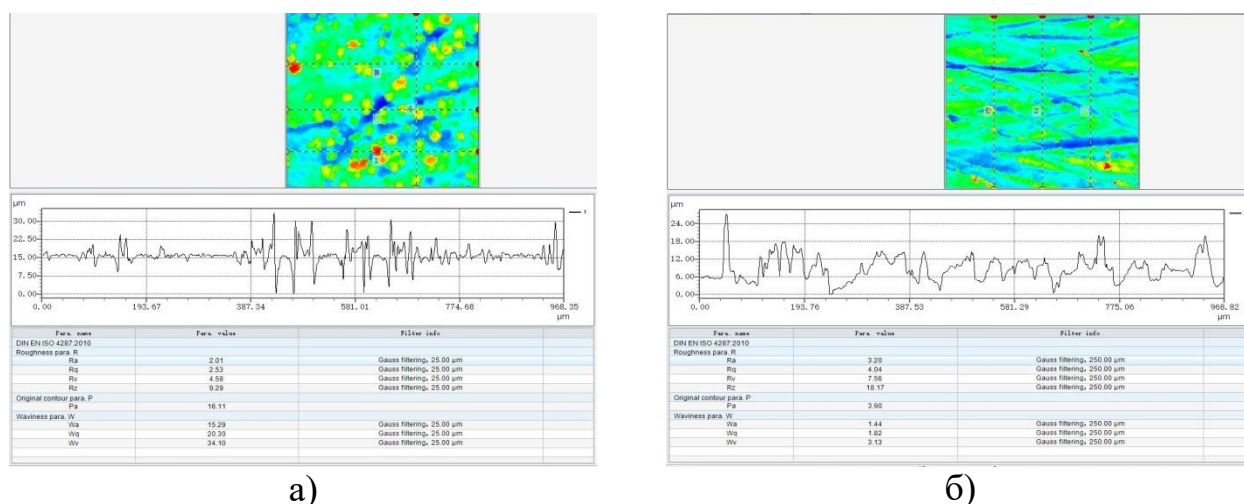 μm
1
30.00
22.50
15.00
7.50
0.00
0.00 193.67 387.34 581.01 774.68 968.35
μm
Para. name Para. value Filter info
DIN EN ISO 4287:2010
Roughness para. R
Ra 2.01 Gauss filtering, 25.00 μm
Rq 2.53 Gauss filtering, 25.00 μm
Rv 4.58 Gauss filtering, 25.00 μm
Rz 9.29 Gauss filtering, 25.00 μm
Original contour para. P
Pa 16.11
Waviness para. W
Wa 15.29 Gauss filtering, 25.00 μm
Wq 20.30 Gauss filtering, 25.00 μm
Wv 34.10 Gauss filtering, 25.00 μm
а)
μm
24.00
18.00
12.00
6.00
0.00
0.00 193.76 387.53 581.29 775.06 968.82
μm
Para. name Para. value Filter info
DIN EN ISO 4287:2010
Roughness para. R
Ra 3.20 Gauss filtering, 250.00 μm
Rq 4.04 Gauss filtering, 250.00 μm
Rv 7.56 Gauss filtering, 250.00 μm
Rz 18.17 Gauss filtering, 250.00 μm
Original contour para. P
Pa 3.90
Waviness para. W
Wa 1.44 Gauss filtering, 250.00 μm
Wq 1.82 Gauss filtering, 250.00 μm
Wv 3.13 Gauss filtering, 250.00 μm
б)